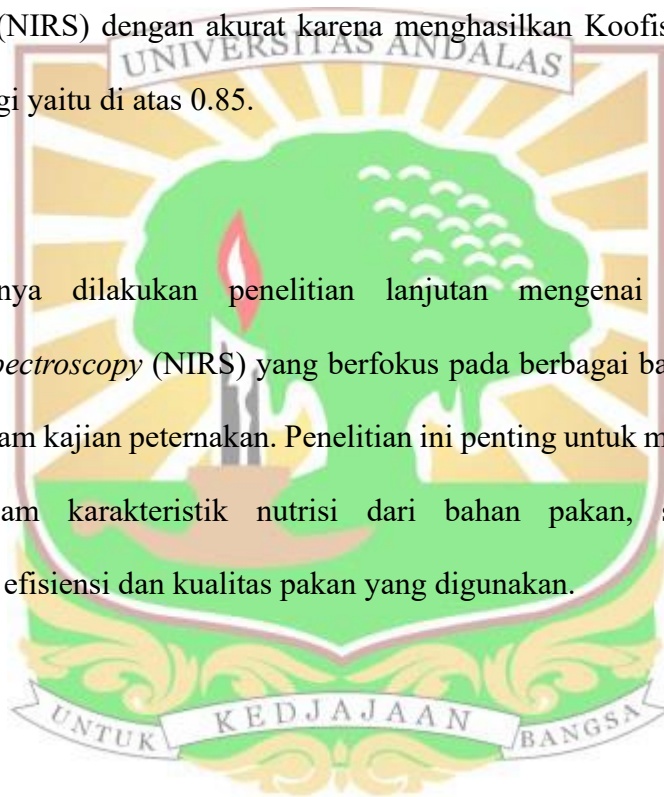 (NIRS) dengan akurat karena menghasilkan Koofis
UNIVERSITAS ANDALAS
gi yaitu di atas 0.85.
nya dilakukan penelitian lanjutan mengenai
pectroscopy (NIRS) yang berfokus pada berbagai ba
am kajian peternakan. Penelitian ini penting untuk m
am karakteristik nutrisi dari bahan pakan, s
efisiensi dan kualitas pakan yang digunakan.
UNTUK KEDJAJAAN BANGSA